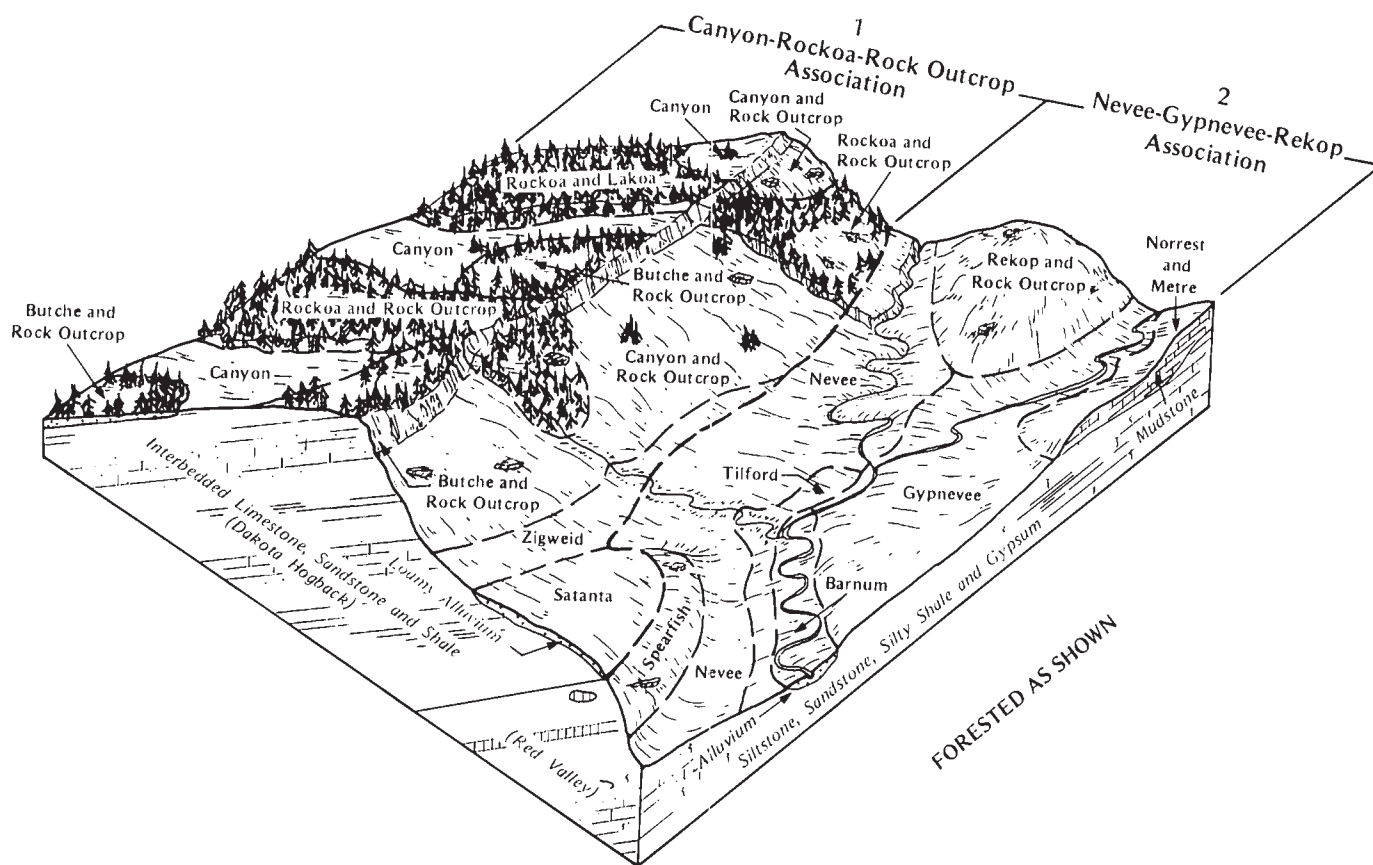 1
Canyon-Rockoa-Rock Outcrop
Association
2
Nevee-Gypnevee-Rekop
Association
Canyon
Canyon and
Rock Outcrop
Rockoa and
Rock Outcrop
Rockoa and Lakoa
Canyon
Butche and
Rock Outcrop
Rekop and
Rock Outcrop
Norrest
and
Metre
Butche and
Rock Outcrop
Rockoa and Rock Outcrop
Canyon
Canyon and
Rock Outcrop
Nevee
Mudstone
Tilford
Gypnevee
Butche and
Rock Outcrop
Zigweid
Interbedded Limestone, Sandstone and Shale
(Dakota Hogback)
Loamy Alluvium
Satanta
Spearfish
Nevee
Barnum
Alluvium
Siltstone, Sandstone, Silty Shale and Gypsum
(Red Valley)
FORESTED AS SHOWN